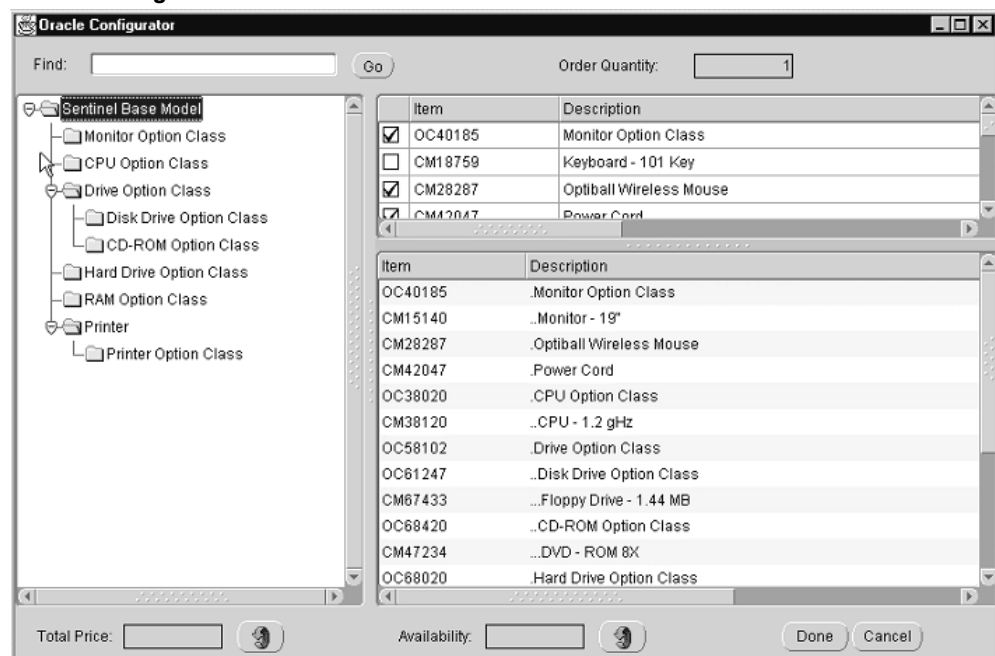 Oracle Configurator
Find:
Go
Order Quantity:
1
Sentinel Base Model
Monitor Option Class
CPU Option Class
Drive Option Class
Disk Drive Option Class
CD-ROM Option Class
Hard Drive Option Class
RAM Option Class
Printer
Printer Option Class
Item Description
OC40185 Monitor Option Class
CM18759 Keyboard - 101 Key
CM28287 Optiball Wireless Mouse
CM42047 Power Cord
Item Description
OC40185 .Monitor Option Class
CM15140 ..Monitor - 19"
CM28287 .Optiball Wireless Mouse
CM42047 .Power Cord
OC38020 .CPU Option Class
CM38120 ..CPU - 1.2 gHz
OC58102 .Drive Option Class
OC61247 ..Disk Drive Option Class
CM67433 ...Floppy Drive - 1.44 MB
OC68420 ..CD-ROM Option Class
CM47234 ...DVD - ROM 8X
OC68020 .Hard Drive Option Class
Total Price:
Availability:
Done
Cancel